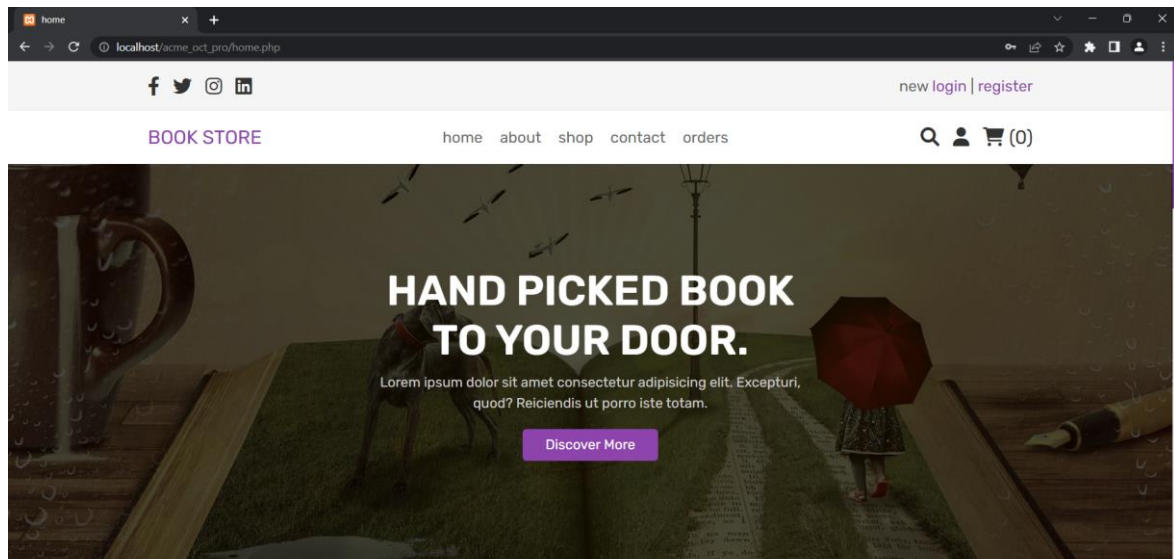 home
localhost/acme_oct_pro/home.php
new login | register
BOOK STORE
home about shop contact orders
(0)
HAND PICKED BOOK
TO YOUR DOOR.
Lorem ipsum dolor sit amet consectetur adipisicing elit. Excepturi,
quod? Reiciendis ut porro iste totam.
Discover More